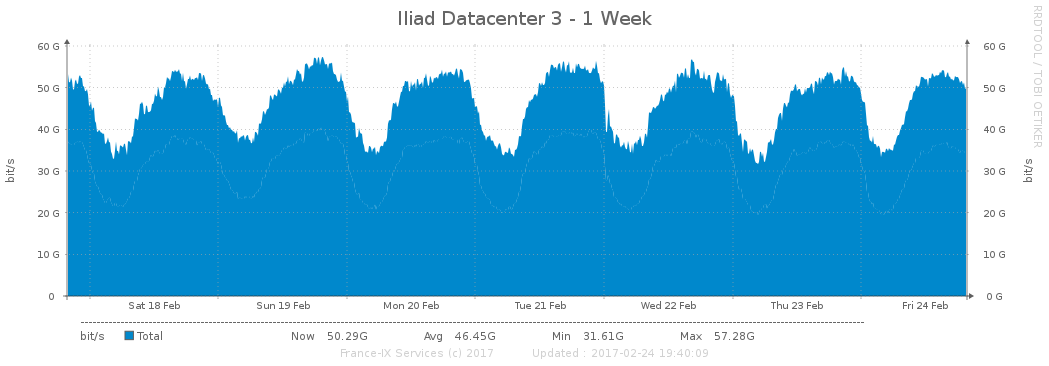 Iliad Datacenter 3 - 1 Week
RRDTOOL / TOBI OETIKER
60 G 60 G
50 G 50 G
40 G 40 G
30 G 30 G
20 G 20 G
10 G 10 G
0 0 G
bit/s bit/s
Sat 18 Feb Sun 19 Feb Mon 20 Feb Tue 21 Feb Wed 22 Feb Thu 23 Feb Fri 24 Feb
bit/s Total Now 50.29G Avg 46.45G Min 31.61G Max 57.28G
France-IX Services (c) 2017 Updated : 2017-02-24 19:40:09